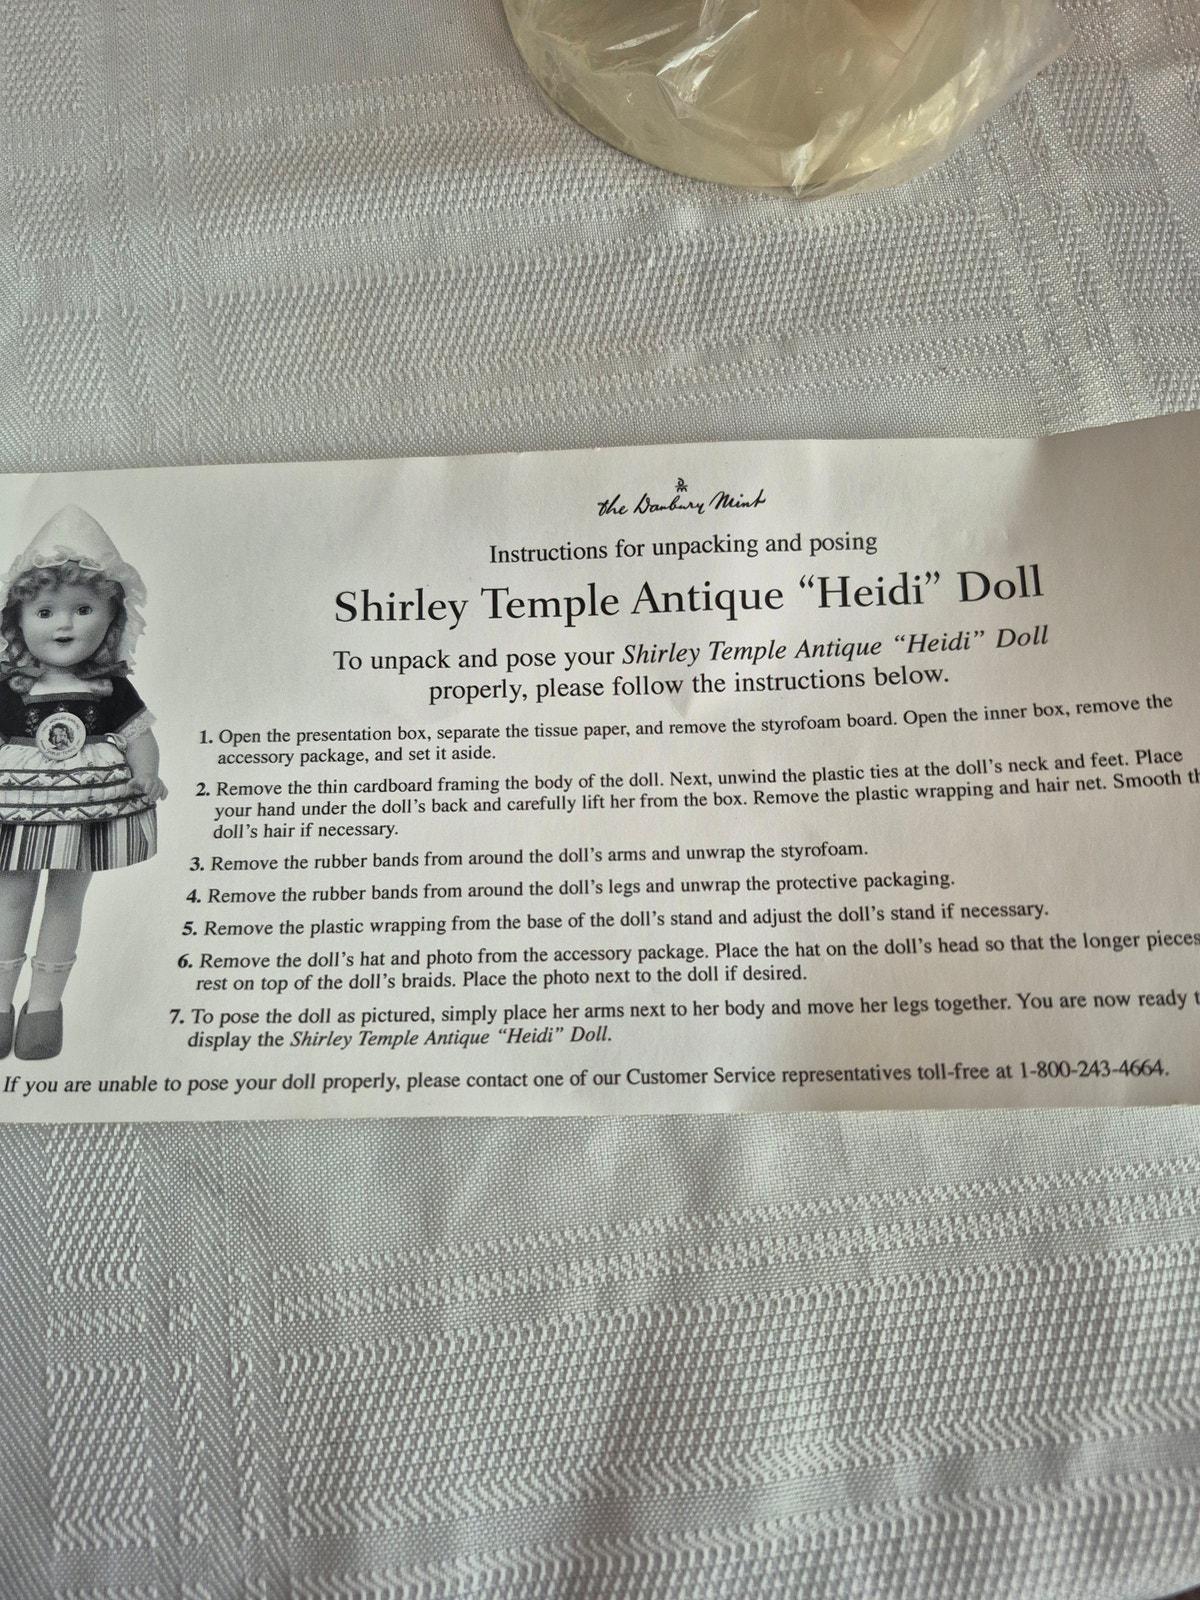 the Danbury Mint
Instructions for unpacking and posing
Shirley Temple Antique “Heidi” Doll
To unpack and pose your Shirley Temple Antique “Heidi” Doll
properly, please follow the instructions below.
1. Open the presentation box, separate the tissue paper, and remove the styrofoam board. Open the inner box, remove the
accessory package, and set it aside.
2. Remove the thin cardboard framing the body of the doll. Next, unwind the plastic ties at the doll’s neck and feet. Place
your hand under the doll’s back and carefully lift her from the box. Remove the plastic wrapping and hair net. Smooth th
doll’s hair if necessary.
3. Remove the rubber bands from around the doll’s arms and unwrap the styrofoam.
4. Remove the rubber bands from around the doll’s legs and unwrap the protective packaging.
5. Remove the plastic wrapping from the base of the doll’s stand and adjust the doll’s stand if necessary.
6. Remove the doll’s hat and photo from the accessory package. Place the hat on the doll’s head so that the longer pieces
rest on top of the doll’s braids. Place the photo next to the doll if desired.
7. To pose the doll as pictured, simply place her arms next to her body and move her legs together. You are now ready t
display the Shirley Temple Antique “Heidi” Doll.
If you are unable to pose your doll properly, please contact one of our Customer Service representatives toll-free at 1-800-243-4664.